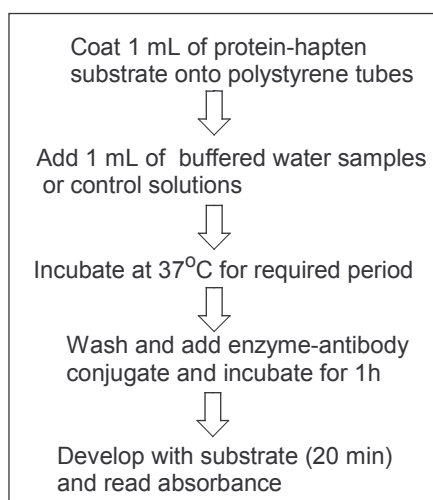 Coat 1 mL of protein-hapten
substrate onto polystyrene tubes
Add 1 mL of buffered water samples
or control solutions
Incubate at 37°C for required period
Wash and add enzyme-antibody
conjugate and incubate for 1h
Develop with substrate (20 min)
and read absorbance